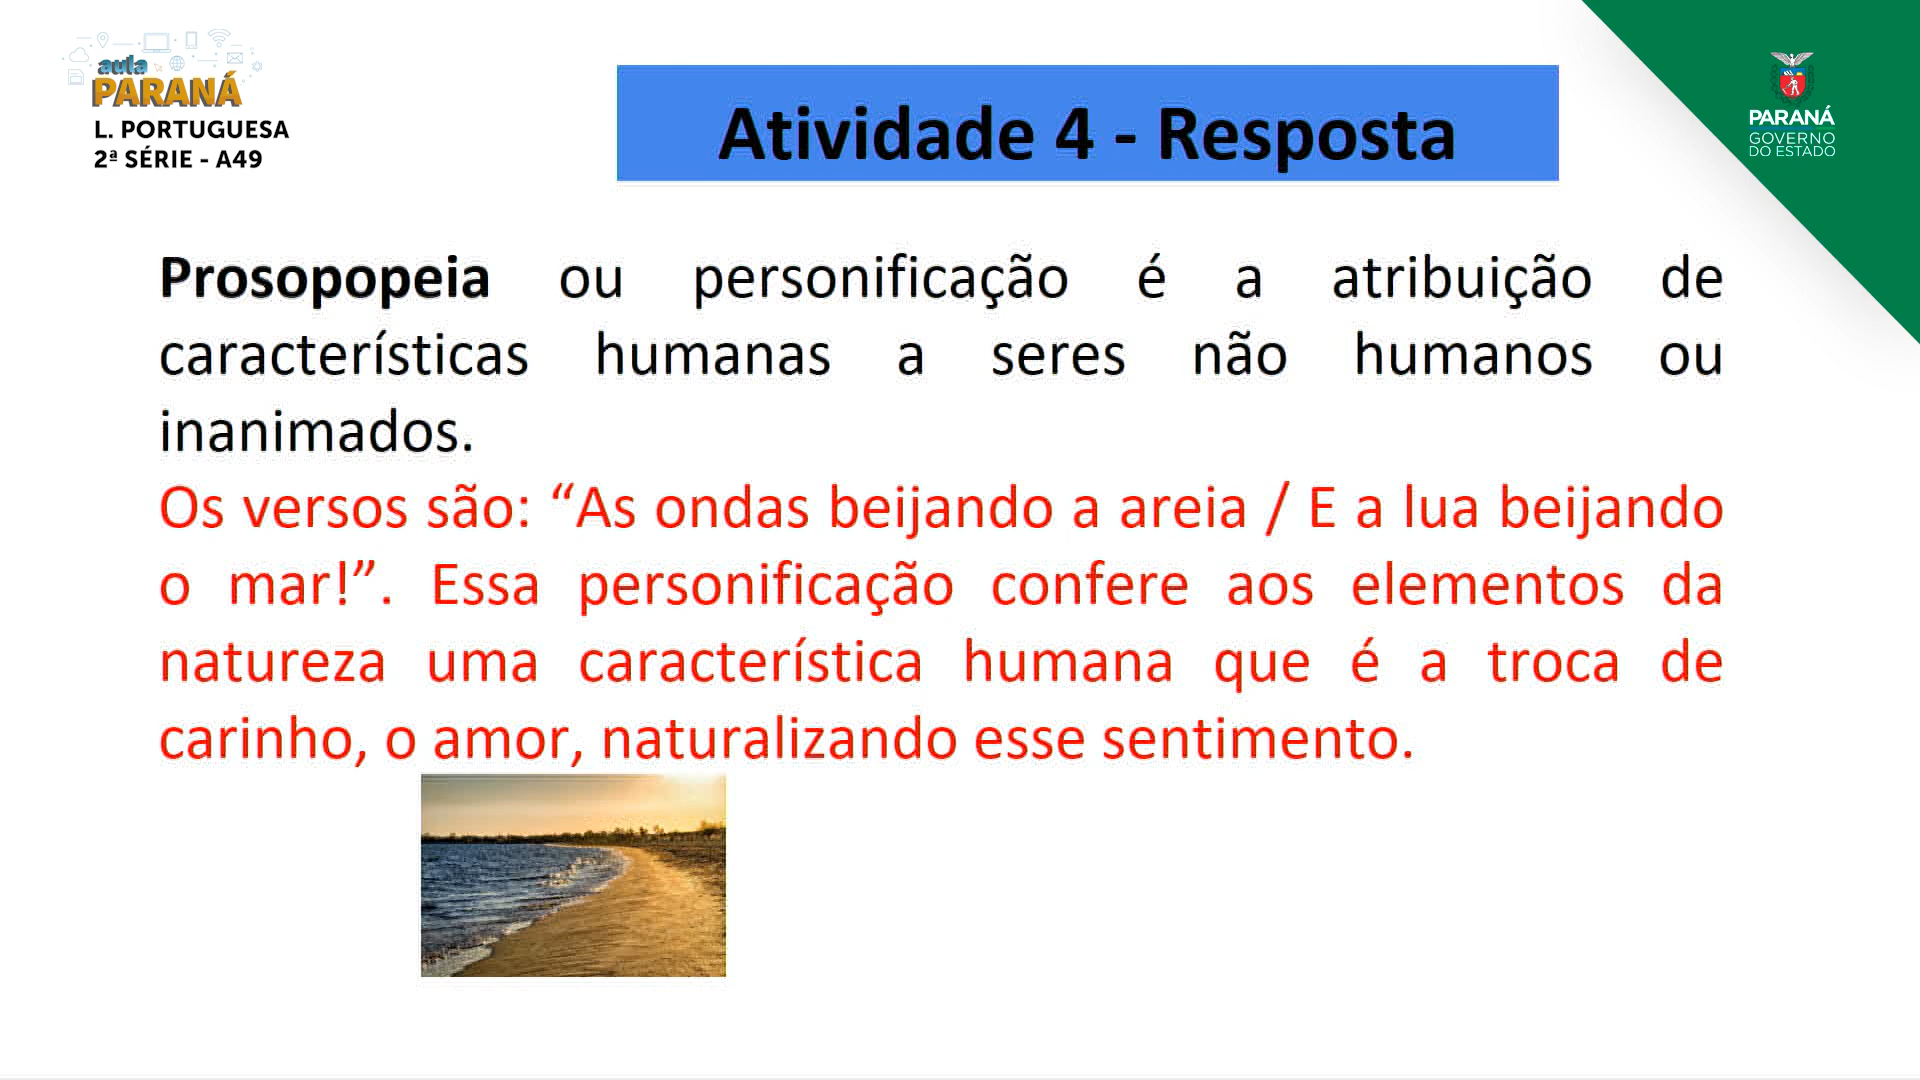 aula
PARANÁ
L. PORTUGUESA
2ª SÉRIE - A49
Atividade 4 - Resposta
PARANÁ
GOVERNO
DO ESTADO
Prosopopeia ou personificação é a atribuição de
características humanas a seres não humanos ou
inanimados.
Os versos são: “As ondas beijando a areia / E a lua beijando
o mar!”. Essa personificação confere aos elementos da
natureza uma característica humana que é a troca de
carinho, o amor, naturalizando esse sentimento.